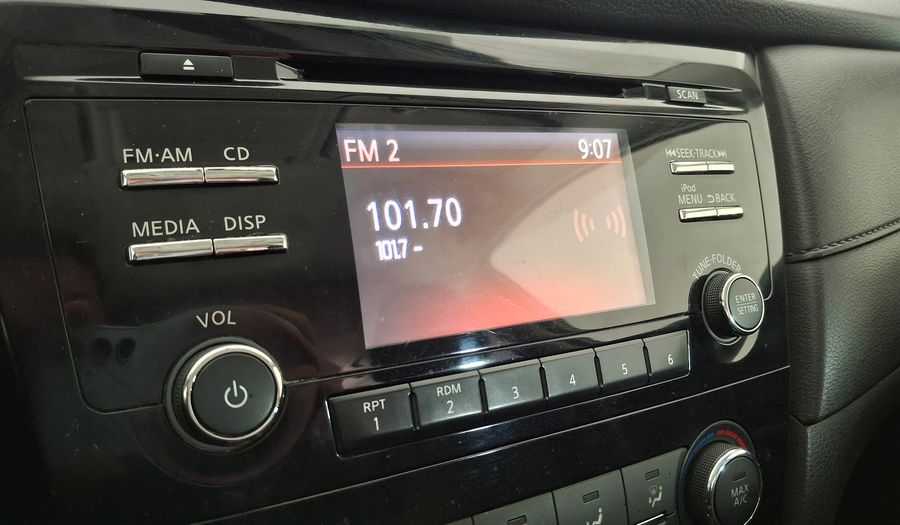 SCAN
FM·AM CD
MEDIA DISP
VOL
FM 2 9:07
101.70
101.7 -
SEEK·TRACK
iPod
MENU BACK
TUNE·FOLDER
ENTER
SETTING
RPT
1
RDM
2
3
4
5
6
MAX
A/C